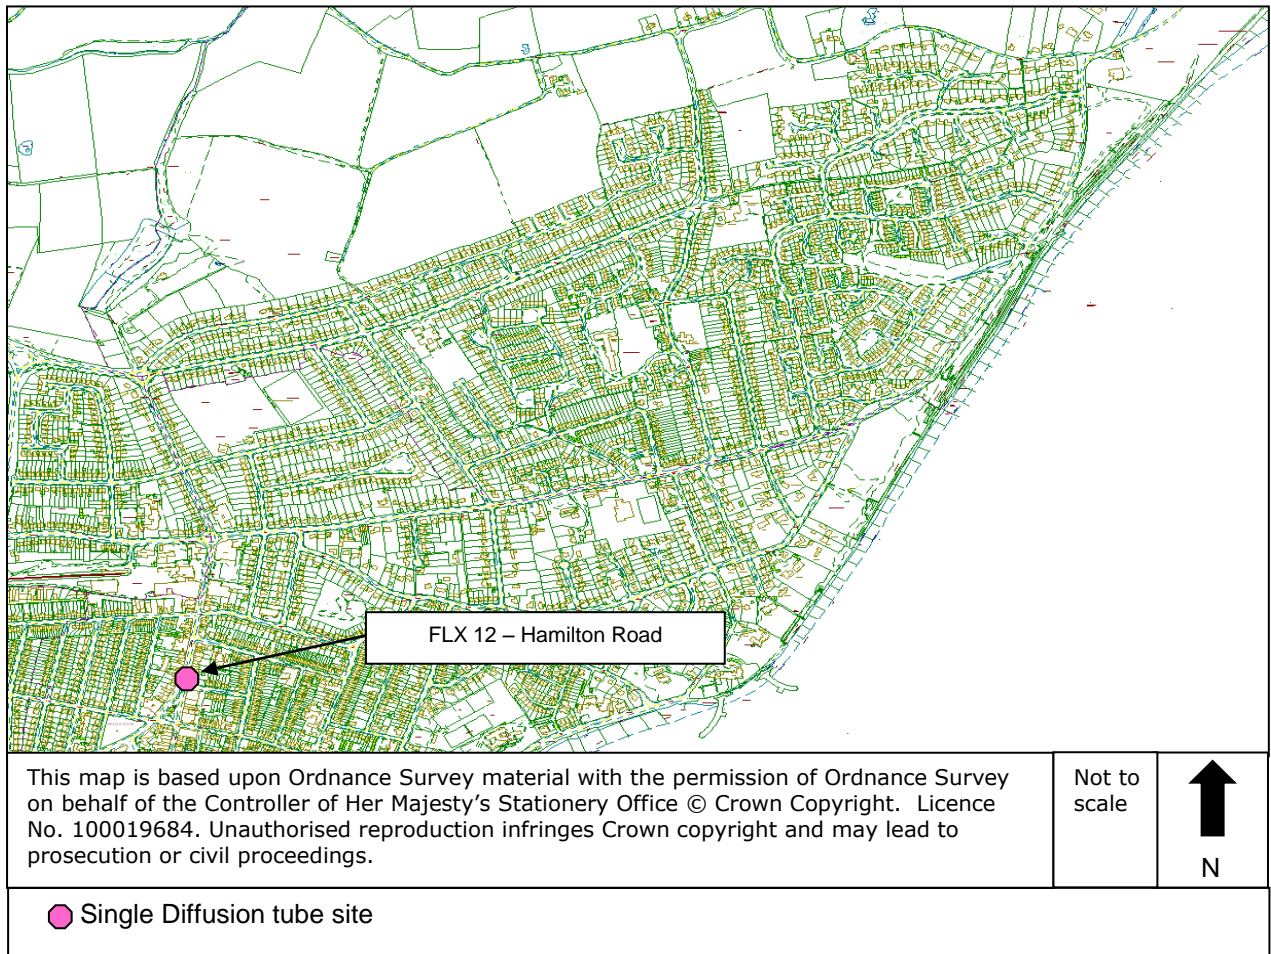 FLX 12 – Hamilton Road
This map is based upon Ordnance Survey material with the permission of Ordnance Survey
on behalf of the Controller of Her Majesty’s Stationery Office © Crown Copyright.  Licence
No. 100019684. Unauthorised reproduction infringes Crown copyright and may lead to
prosecution or civil proceedings.
Not to
scale
N
Single Diffusion tube site